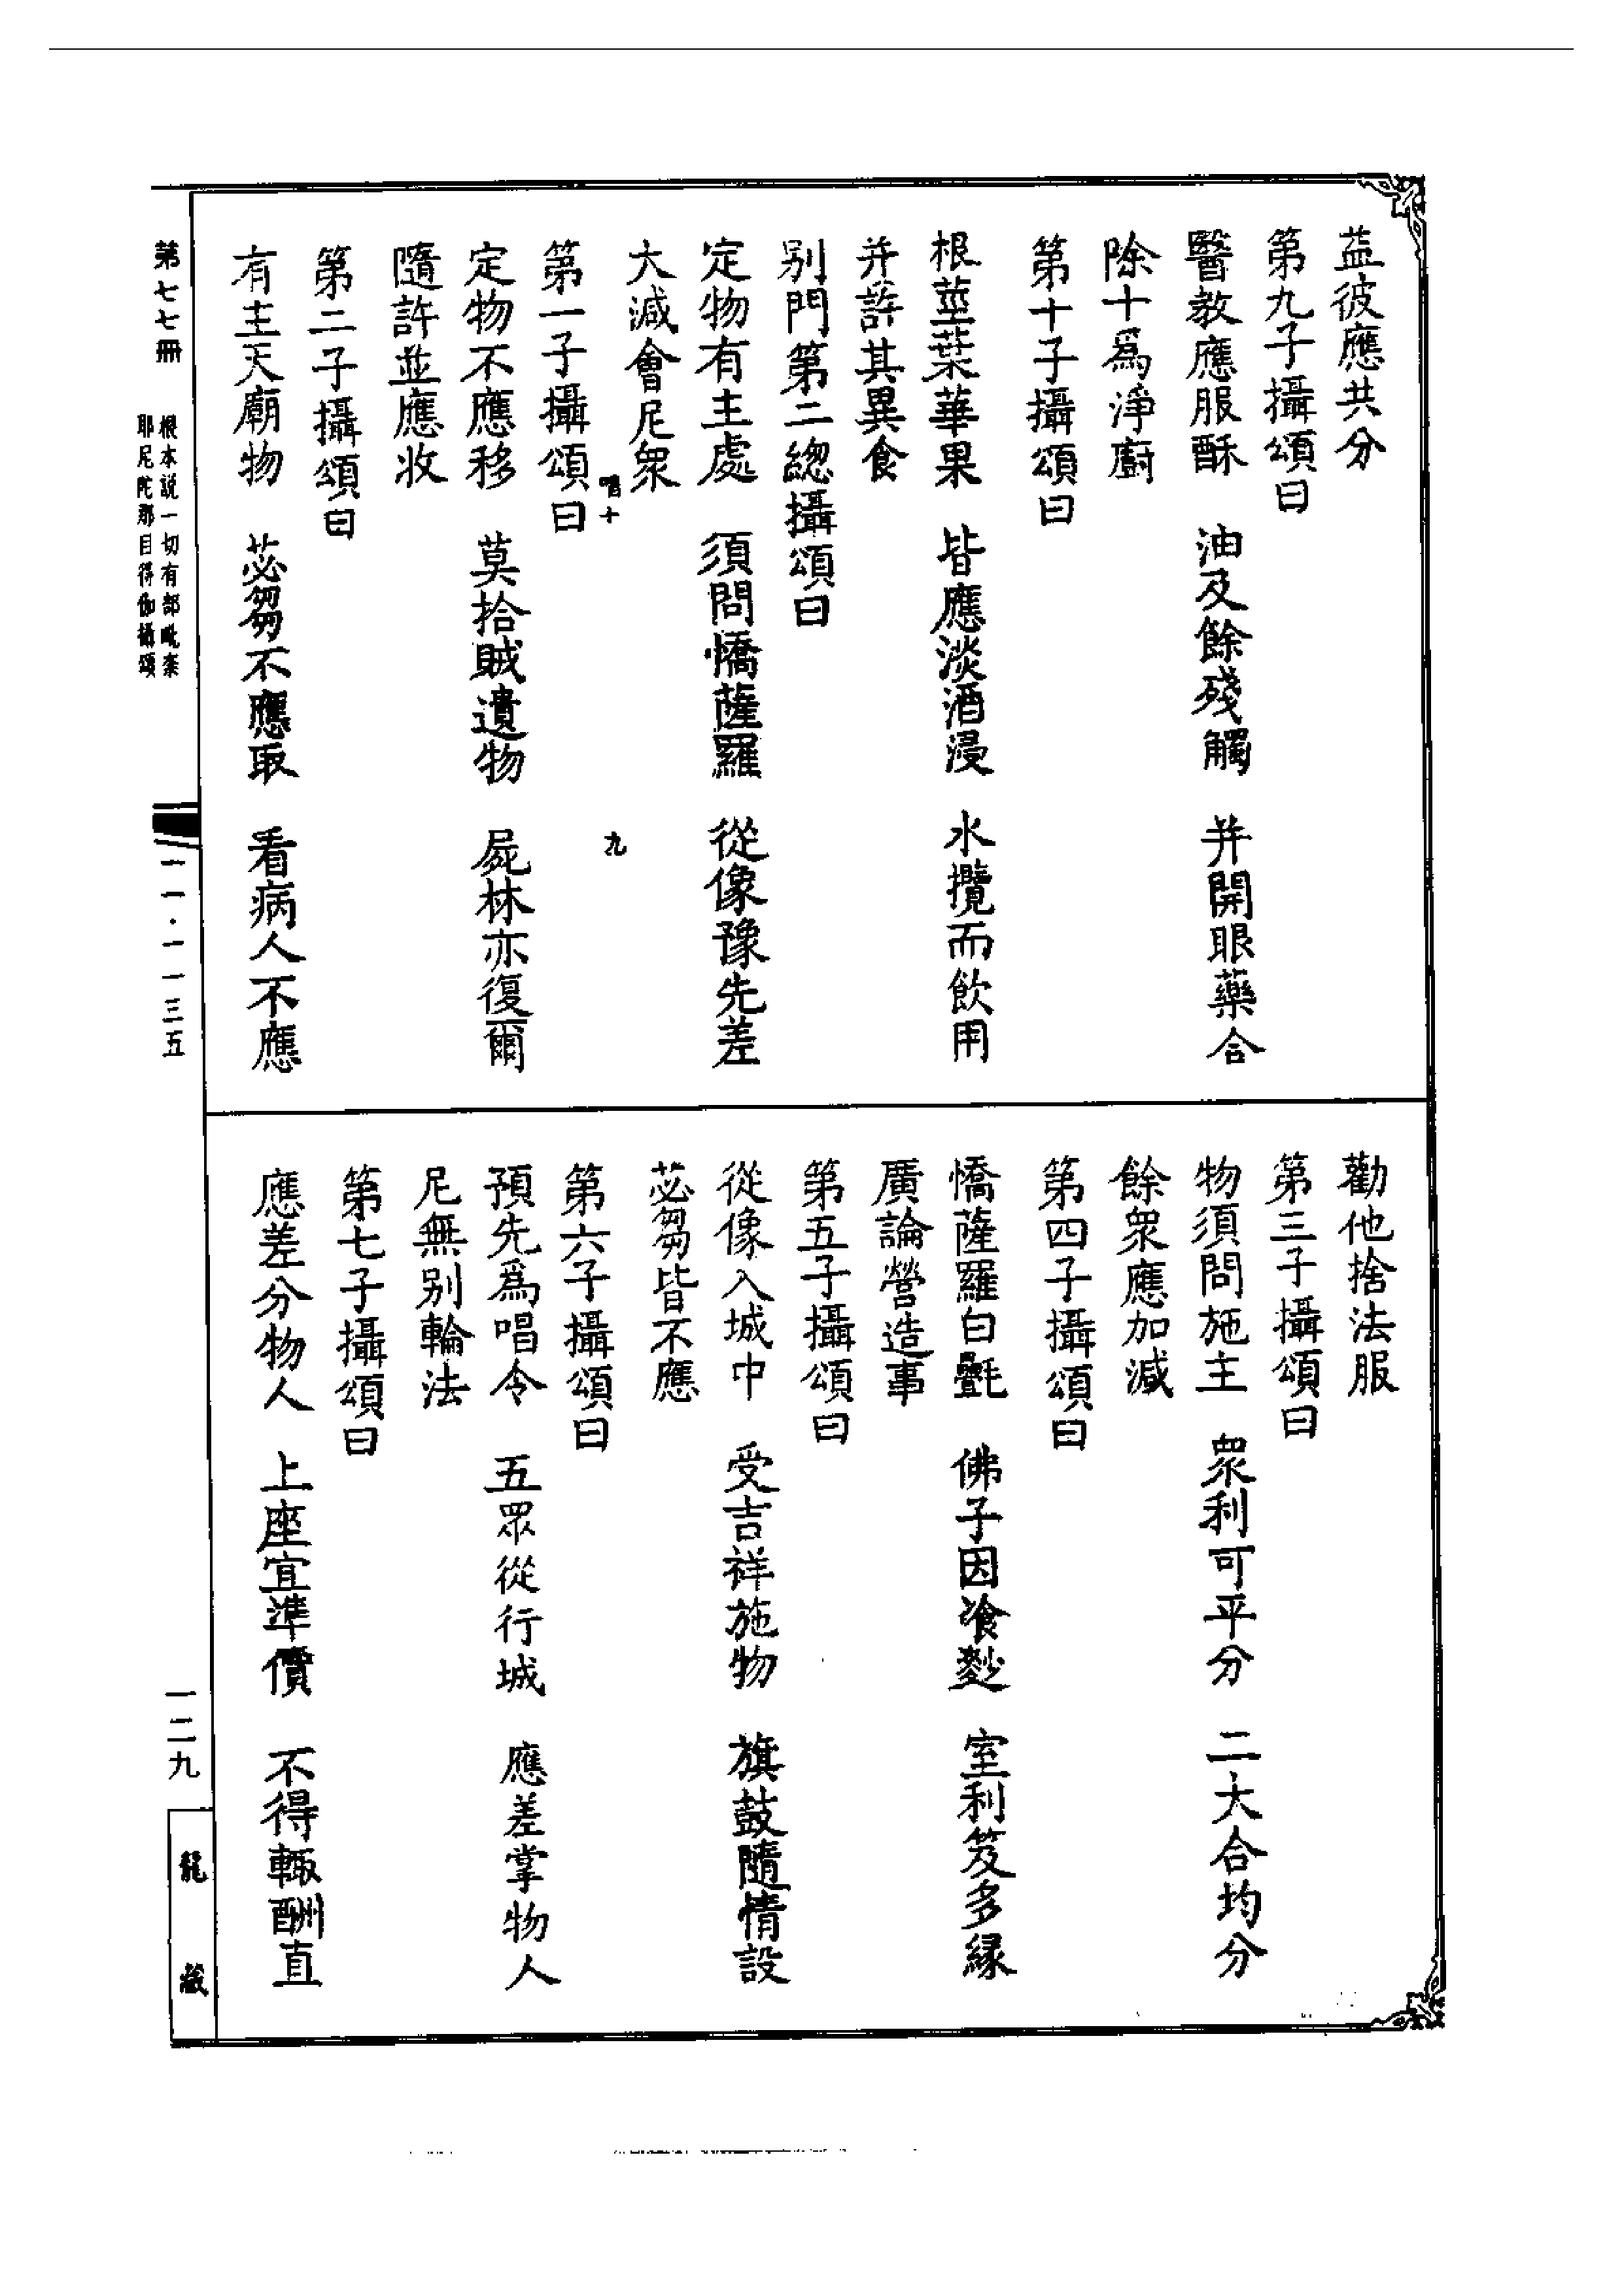 益彼應共分
第九子攝頌曰
醫教應服酥　油及餘殘觸　并開眼藥合
除十爲淨廚
第十子攝頌曰
根莖葉華果　皆應淡酒浸　水攪而飲用
并許其異食
別門第二總攝頌曰
定物有主處　須問憍薩羅　從像豫先差
大減會尼衆
唱十　九
第一子攝頌曰
定物不應移　莫拾賊遺物　屍林亦復爾
隨許並應收
第二子攝頌曰
有主天廟物　苾芻不應取　看病人不應
勸他捨法服
第三子攝頌曰
物須問施主　衆利可平分　二大合均分
餘衆應加減
第四子攝頌曰
憍薩羅白㲲　佛子因飡麨　室利笈多緣
廣論營造事
第五子攝頌曰
從像入城中　受吉祥施物　旗鼓隨情設
苾芻皆不應
第六子攝頌曰
預先爲唱令　五眾從行城　應差掌物人
尼無別輪法
第七子攝頌曰
應差分物人　上座宜準價　不得輒酬直
第七七冊
根本說一切有部毗柰
耶尼陀那目得伽攝頌
一一·一一三五
一二九
龍藏